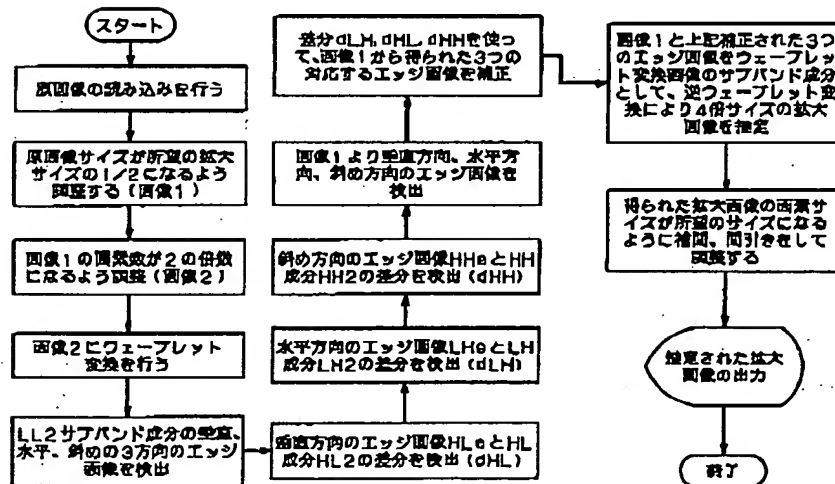 スタート
原画像の読み込みを行う
原画像サイズが所望の拡大
サイズの1/2になるよう
調整する(画像1)
画像1の画素数が2の倍数
になるよう調整(画像2)
画像2にウェーブレット
変換を行う
LL2サブバンド成分の垂直、
水平、斜めの3方向のエッジ
画像を検出
垂直方向のエッジ画像HLeとHL
成分HL2の差分を検出(dHL)
水平方向のエッジ画像LHeとLH
成分LH2の差分を検出(dLH)
斜め方向のエッジ画像HHeとHH
成分HH2の差分を検出(dHH)
画像1より垂直方向、水平方
向、斜め方向のエッジ画像を
検出
差分dLH,dHL,dHHを使っ
て、画像1から得られた3つの
対応するエッジ画像を補正
画像1と上記補正された3つ
のエッジ画像をウェーブレッ
ト変換画像のサブバンド成分
として、逆ウェーブレット変
換により4倍サイズの拡大
画像を推定
得られた拡大画像の画素サ
イズが所望のサイズになる
ように補間、間引きをして
調整する
推定された拡大
画像の出力
終了